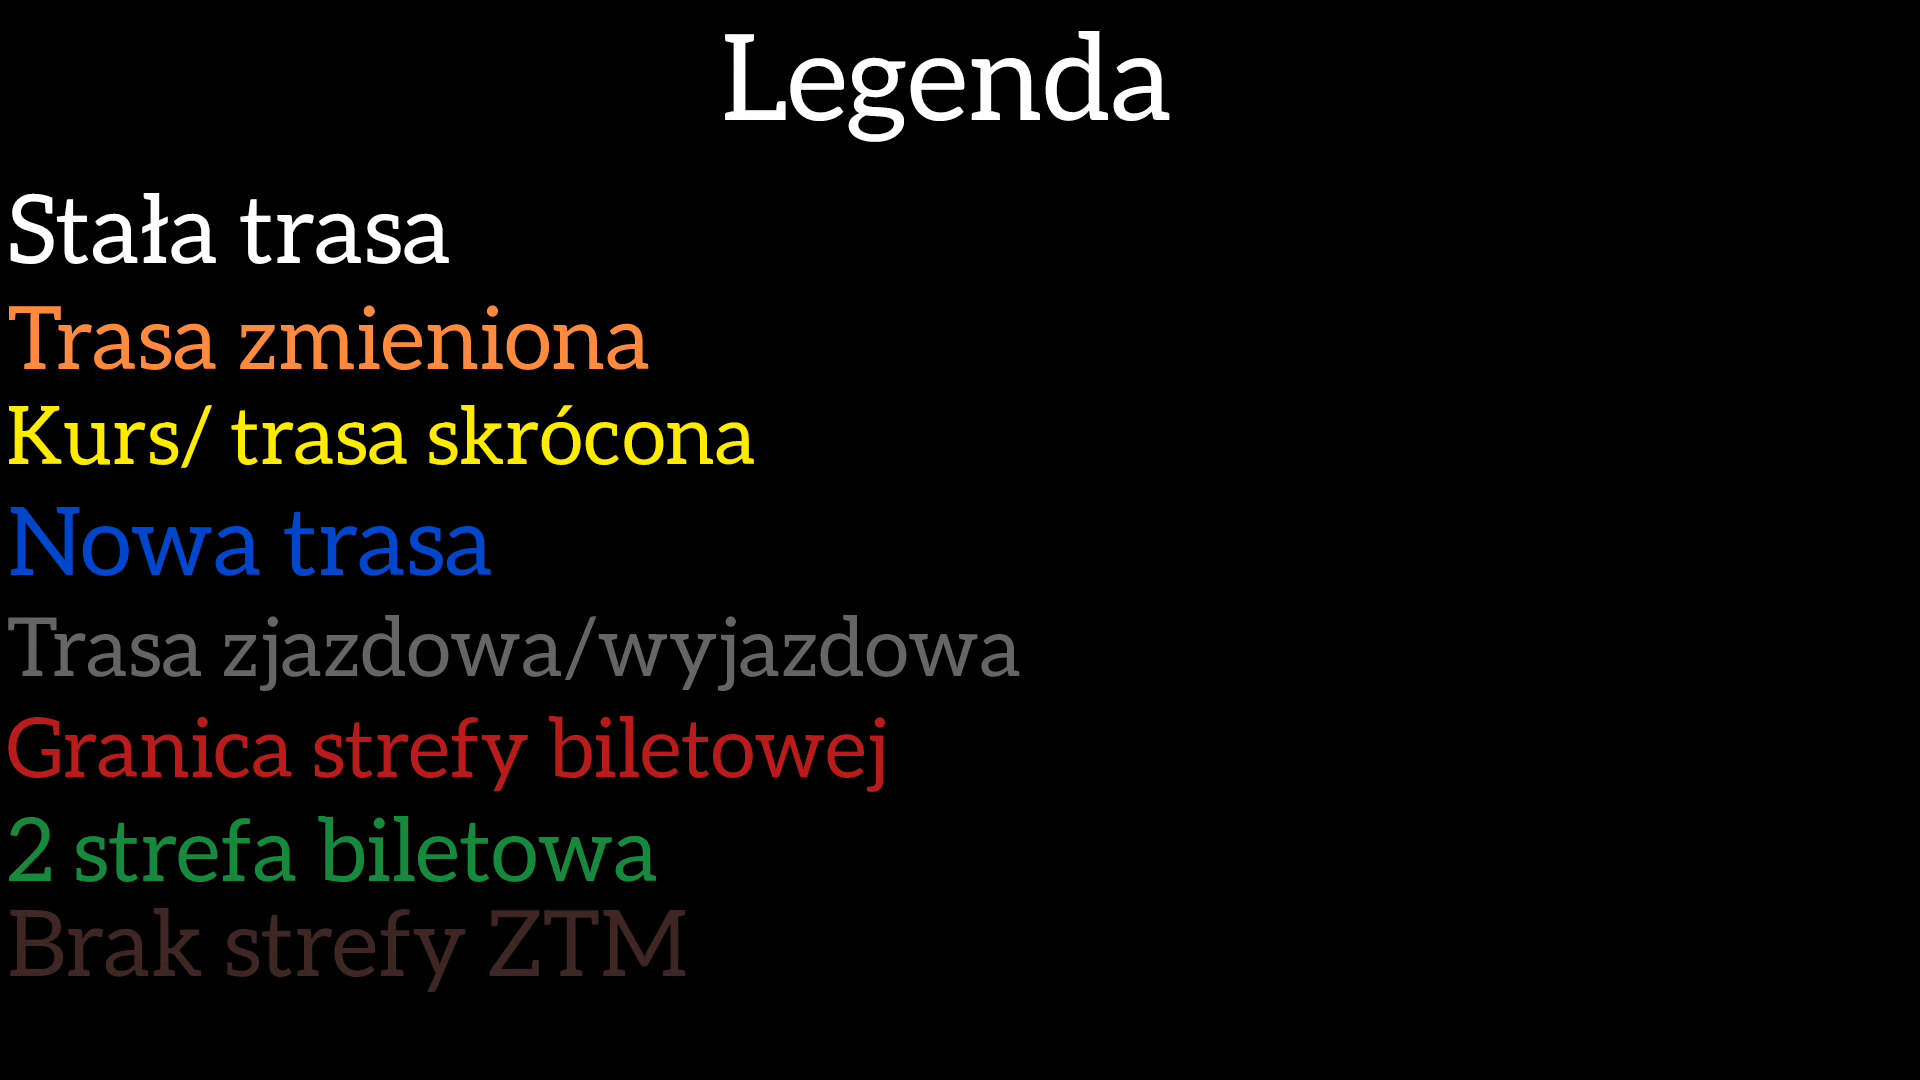 Legenda
Stała trasa
Trasa zmieniona
Kurs/ trasa skrócona
Nowa trasa
Trasa zjazdowa/wyjazdowa
Granica strefy biletowej
2 strefa biletowa
Brak strefy ZTM